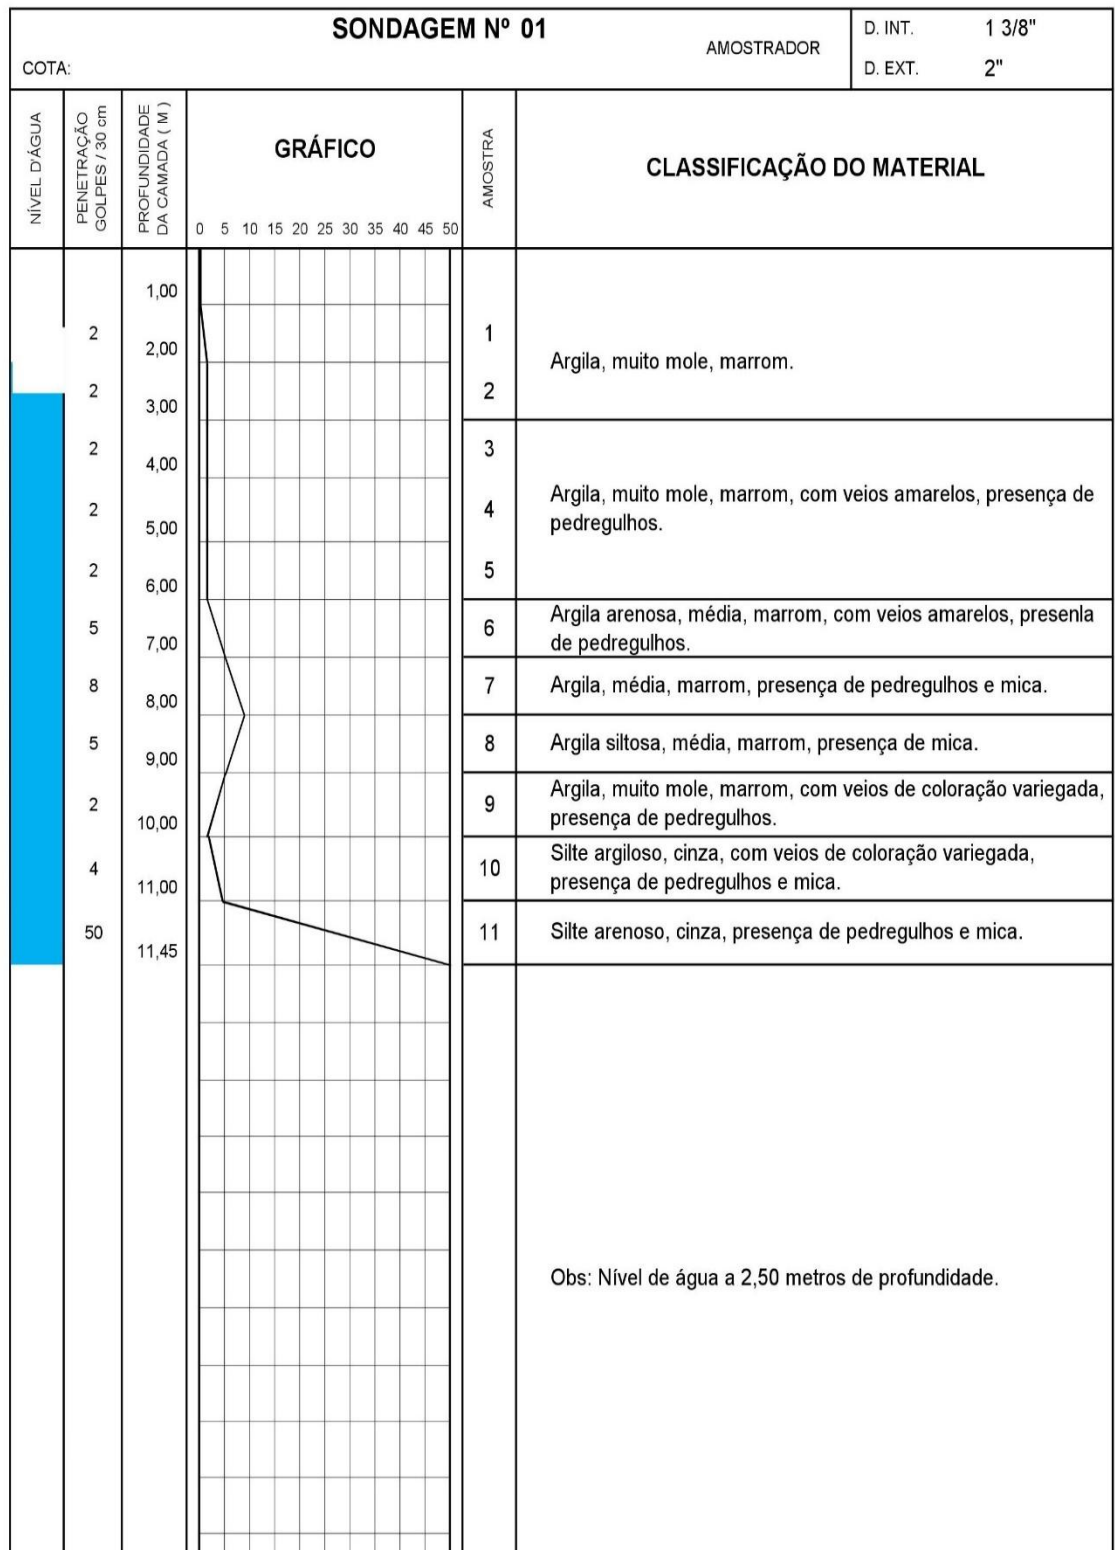 SONDAGEM Nº 01
AMOSTRADOR
D. INT. 1 3/8"
D. EXT. 2"
COTA:
NÍVEL D'ÁGUA
PENETRAÇÃO
GOLPES / 30 cm
PROFUNDIDADE
DA CAMADA ( M )
GRÁFICO
0 5 10 15 20 25 30 35 40 45 50
AMOSTRA
CLASSIFICAÇÃO DO MATERIAL
1,00
2
1
2,00
Argila, muito mole, marrom.
2
2
3,00
2
3
4,00
Argila, muito mole, marrom, com veios amarelos, presença de
pedregulhos.
2
4
5,00
2
5
6,00
Argila arenosa, média, marrom, com veios amarelos, presenla
de pedregulhos.
5
6
7,00
8
7
Argila, média, marrom, presença de pedregulhos e mica.
8,00
5
8
Argila siltosa, média, marrom, presença de mica.
9,00
Argila, muito mole, marrom, com veios de coloração variegada,
presença de pedregulhos.
2
9
10,00
Silte argiloso, cinza, com veios de coloração variegada,
presença de pedregulhos e mica.
4
10
11,00
50
11
Silte arenoso, cinza, presença de pedregulhos e mica.
11,45
Obs: Nível de água a 2,50 metros de profundidade.